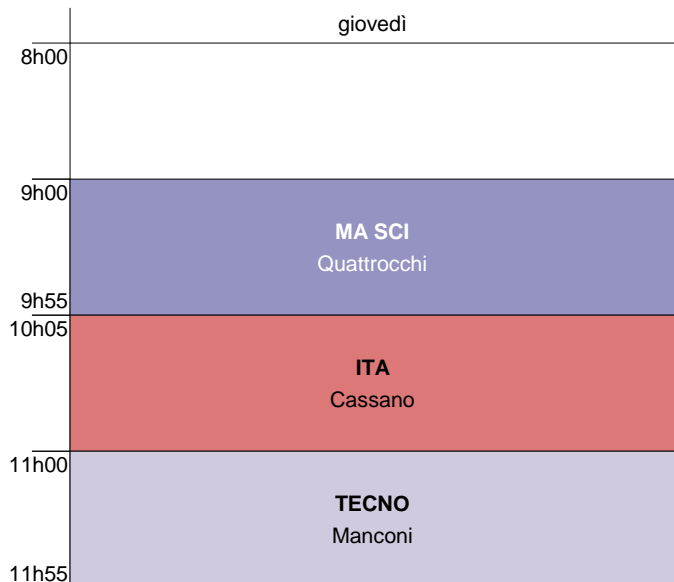 giovedì
8h00
9h00
MA SCI
Quattrocchi
9h55
10h05
ITA
Cassano
11h00
TECNO
Manconi
11h55